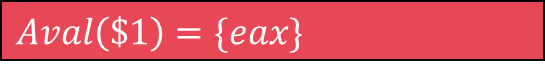 Aval($1) = {eax}